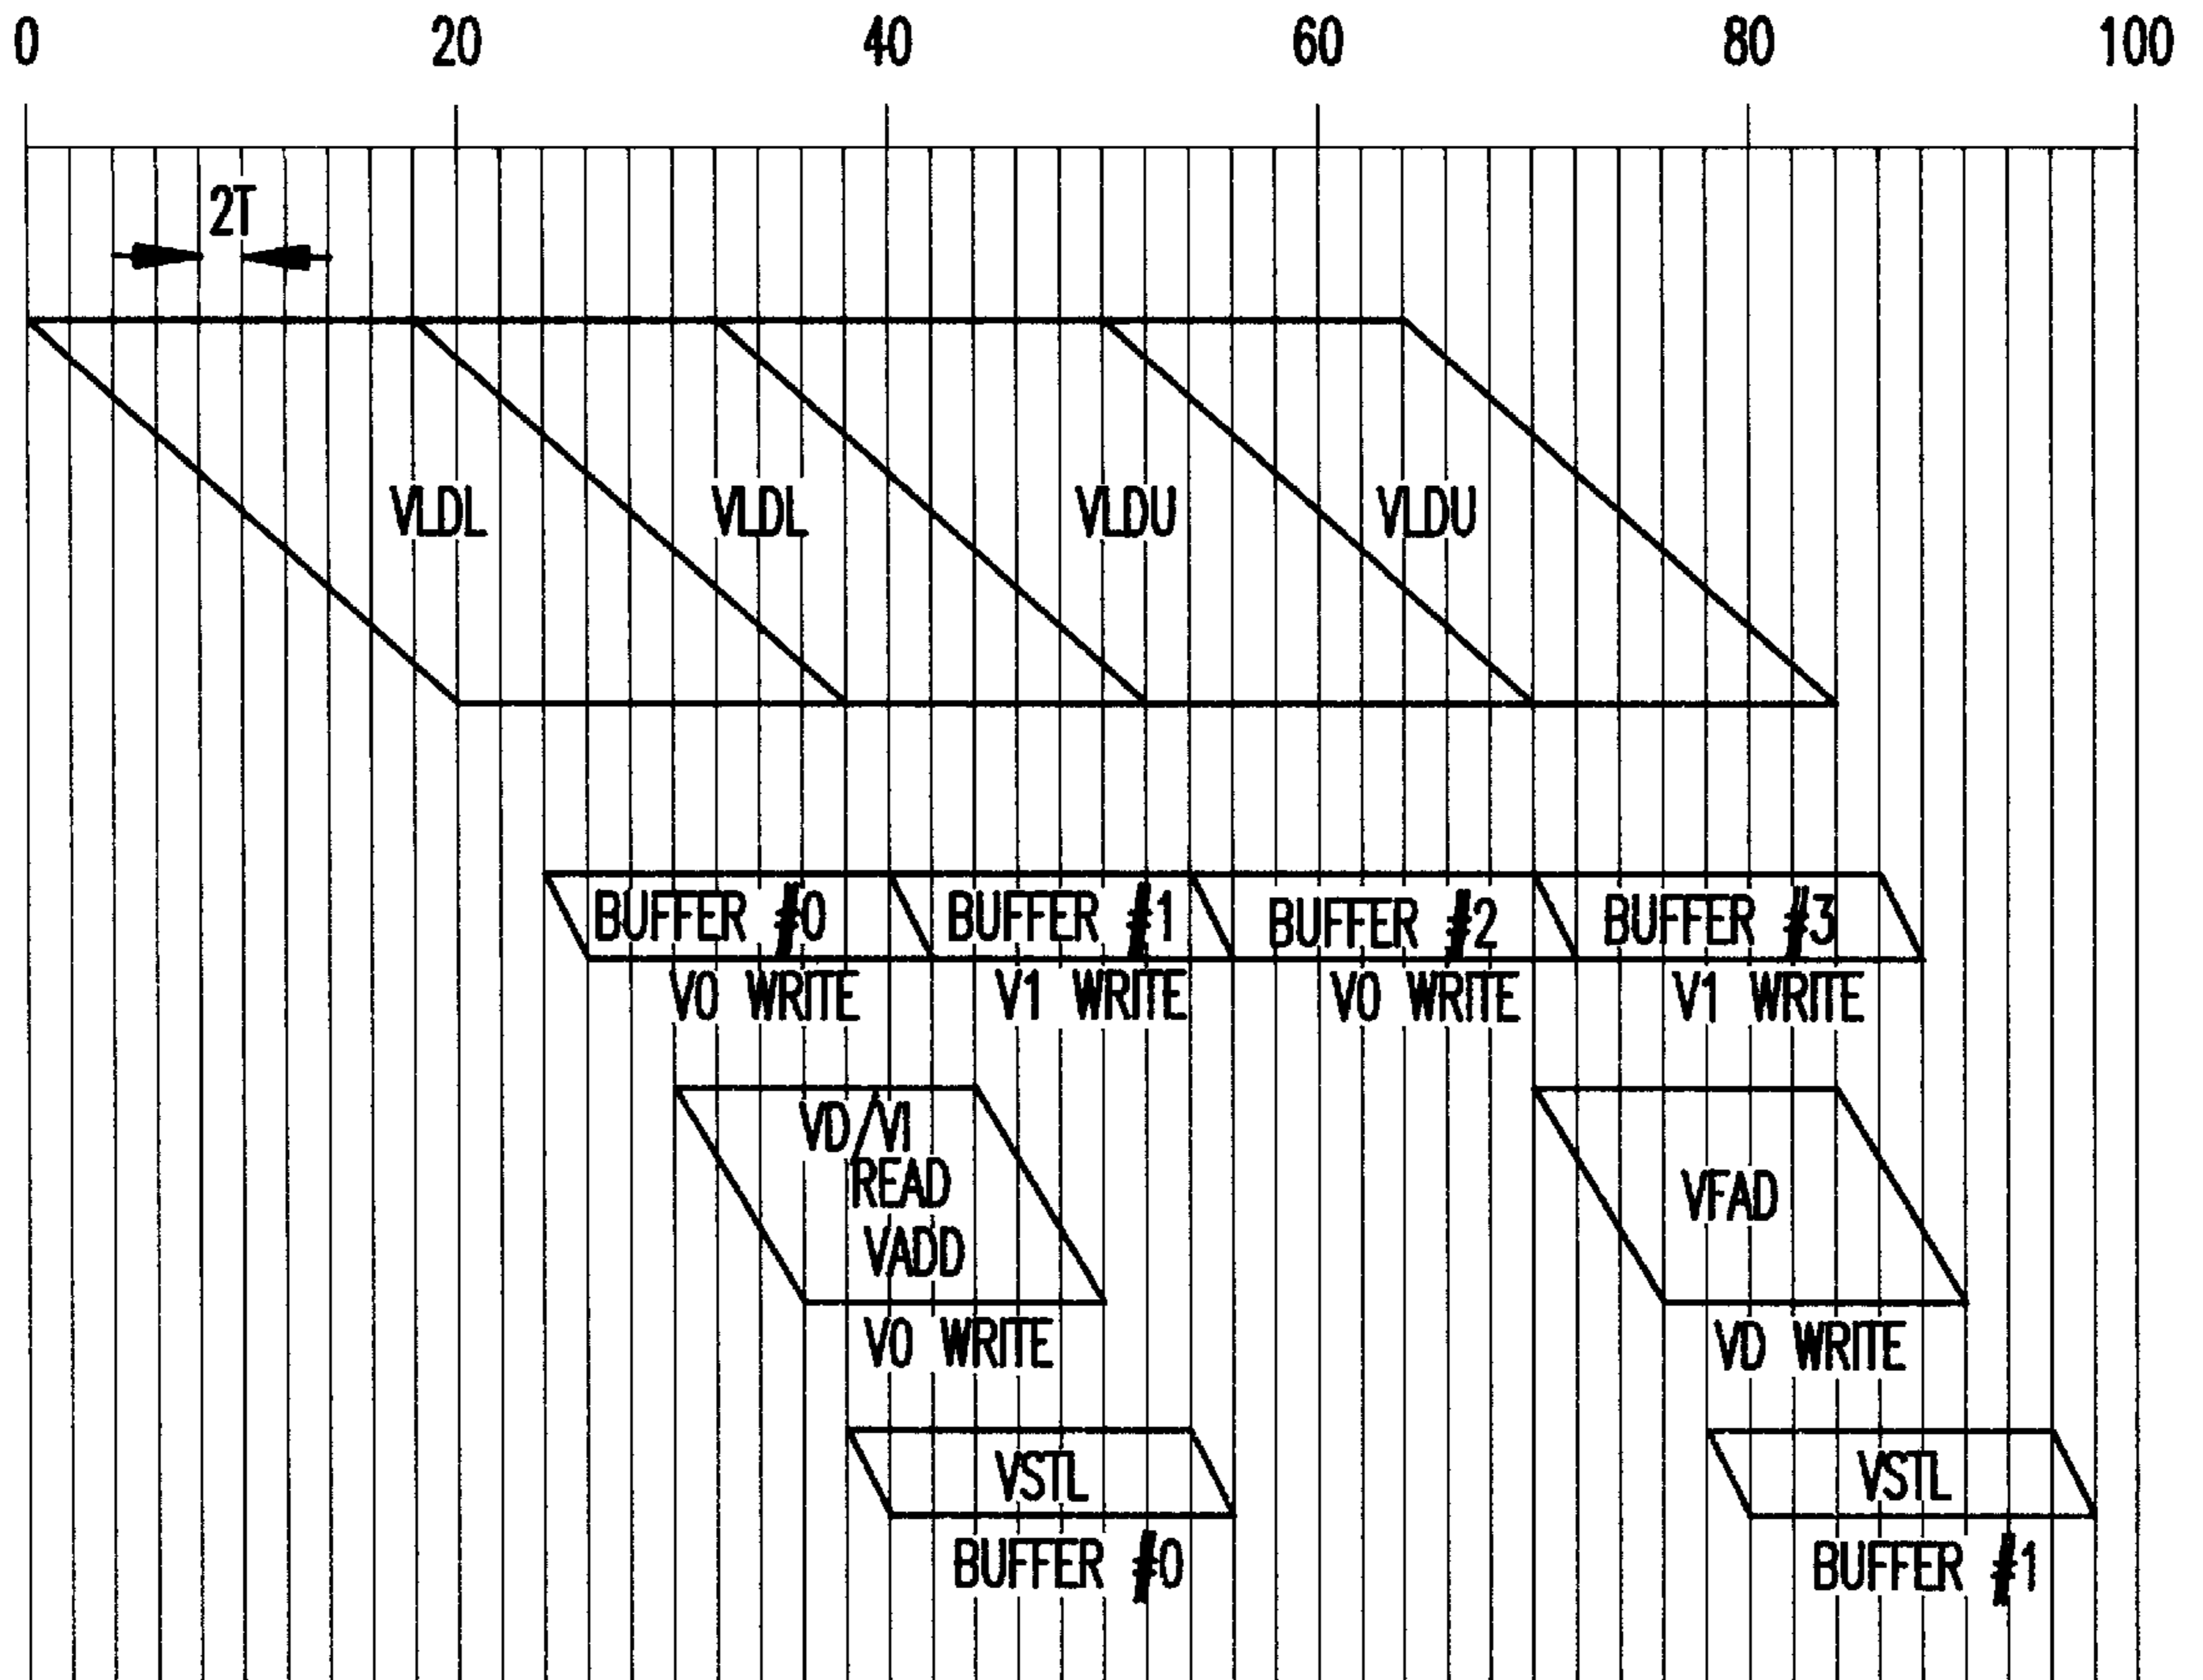 0 20 40 60 80 100
2T
VLDL VLDL VLDU VLDU
BUFFER #0 BUFFER #1 BUFFER #2 BUFFER #3
V0 WRITE V1 WRITE V0 WRITE V1 WRITE
VD/VI
READ
VADD
VFAD
V0 WRITE VD WRITE
VSTL VSTL
BUFFER #0 BUFFER #1